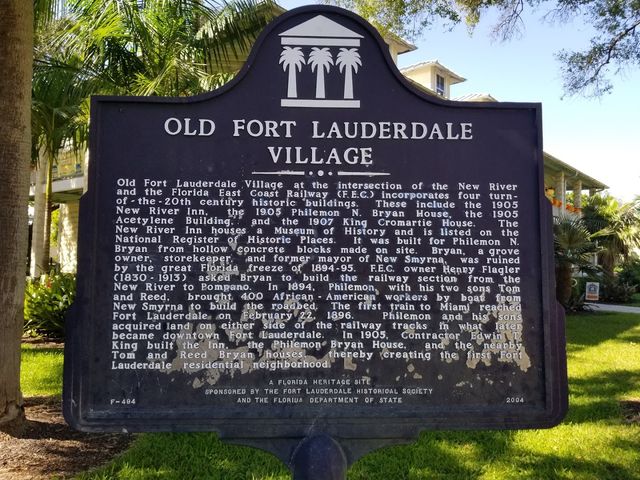 OLD FORT LAUDERDALE
VILLAGE
Old Fort Lauderdale Village at the intersection of the New River
and the Florida East Coast Railway (F.E.C.) incorporates four turn-
of-the-20th century historic buildings. These include the 1905
New River Inn, the 1905 Philemon N. Bryan House, the 1905
Acetylene Building, and the 1907 King Cromartie House. The
New River Inn houses a Museum of History and is listed on the
National Register of Historic Places. It was built for Philemon N.
Bryan from hollow concrete blocks made on site. Bryan, a grove
owner, storekeeper, and former mayor of New Smyrna, was ruined
by the great Florida freeze of 1894-95. F.E.C. owner Henry Flagler
(1830-1913) asked Bryan to build the railway section from the
New River to Pompano. In 1894, Philemon, with his two sons Tom
and Reed, brought 400 African-American workers by boat from
New Smyrna to build the roadbed. The first train to Miami reached
Fort Lauderdale February 22, 1896. Philemon and his sons
acquired land on either side of the railway tracks in what later
became downtown Fort Lauderdale. In 1905, Contractor Edwin T.
King built the Inn, the Philemon Bryan House, and the nearby
Tom and Reed Bryan houses thereby creating the first Fort
Lauderdale residential neighborhood.
A FLORIDA HERITAGE SITE
SPONSORED BY THE FORT LAUDERDALE HISTORICAL SOCIETY
AND THE FLORIDA DEPARTMENT OF STATE
F-494 2004